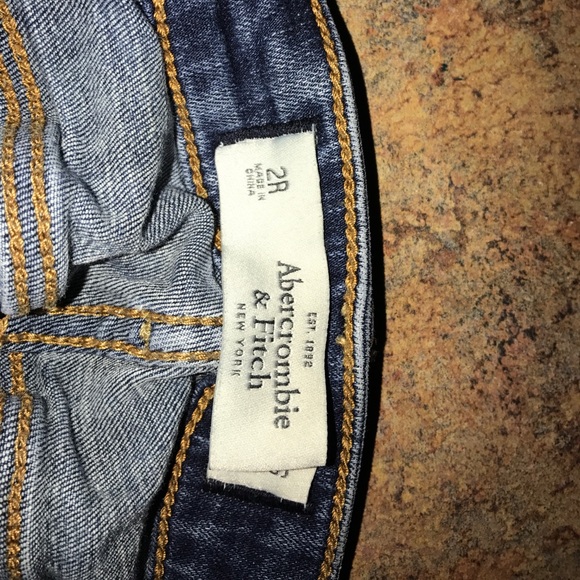 EST. 1892
Abercrombie
& Fitch
NEW YORK
2R
MADE IN
CHINA